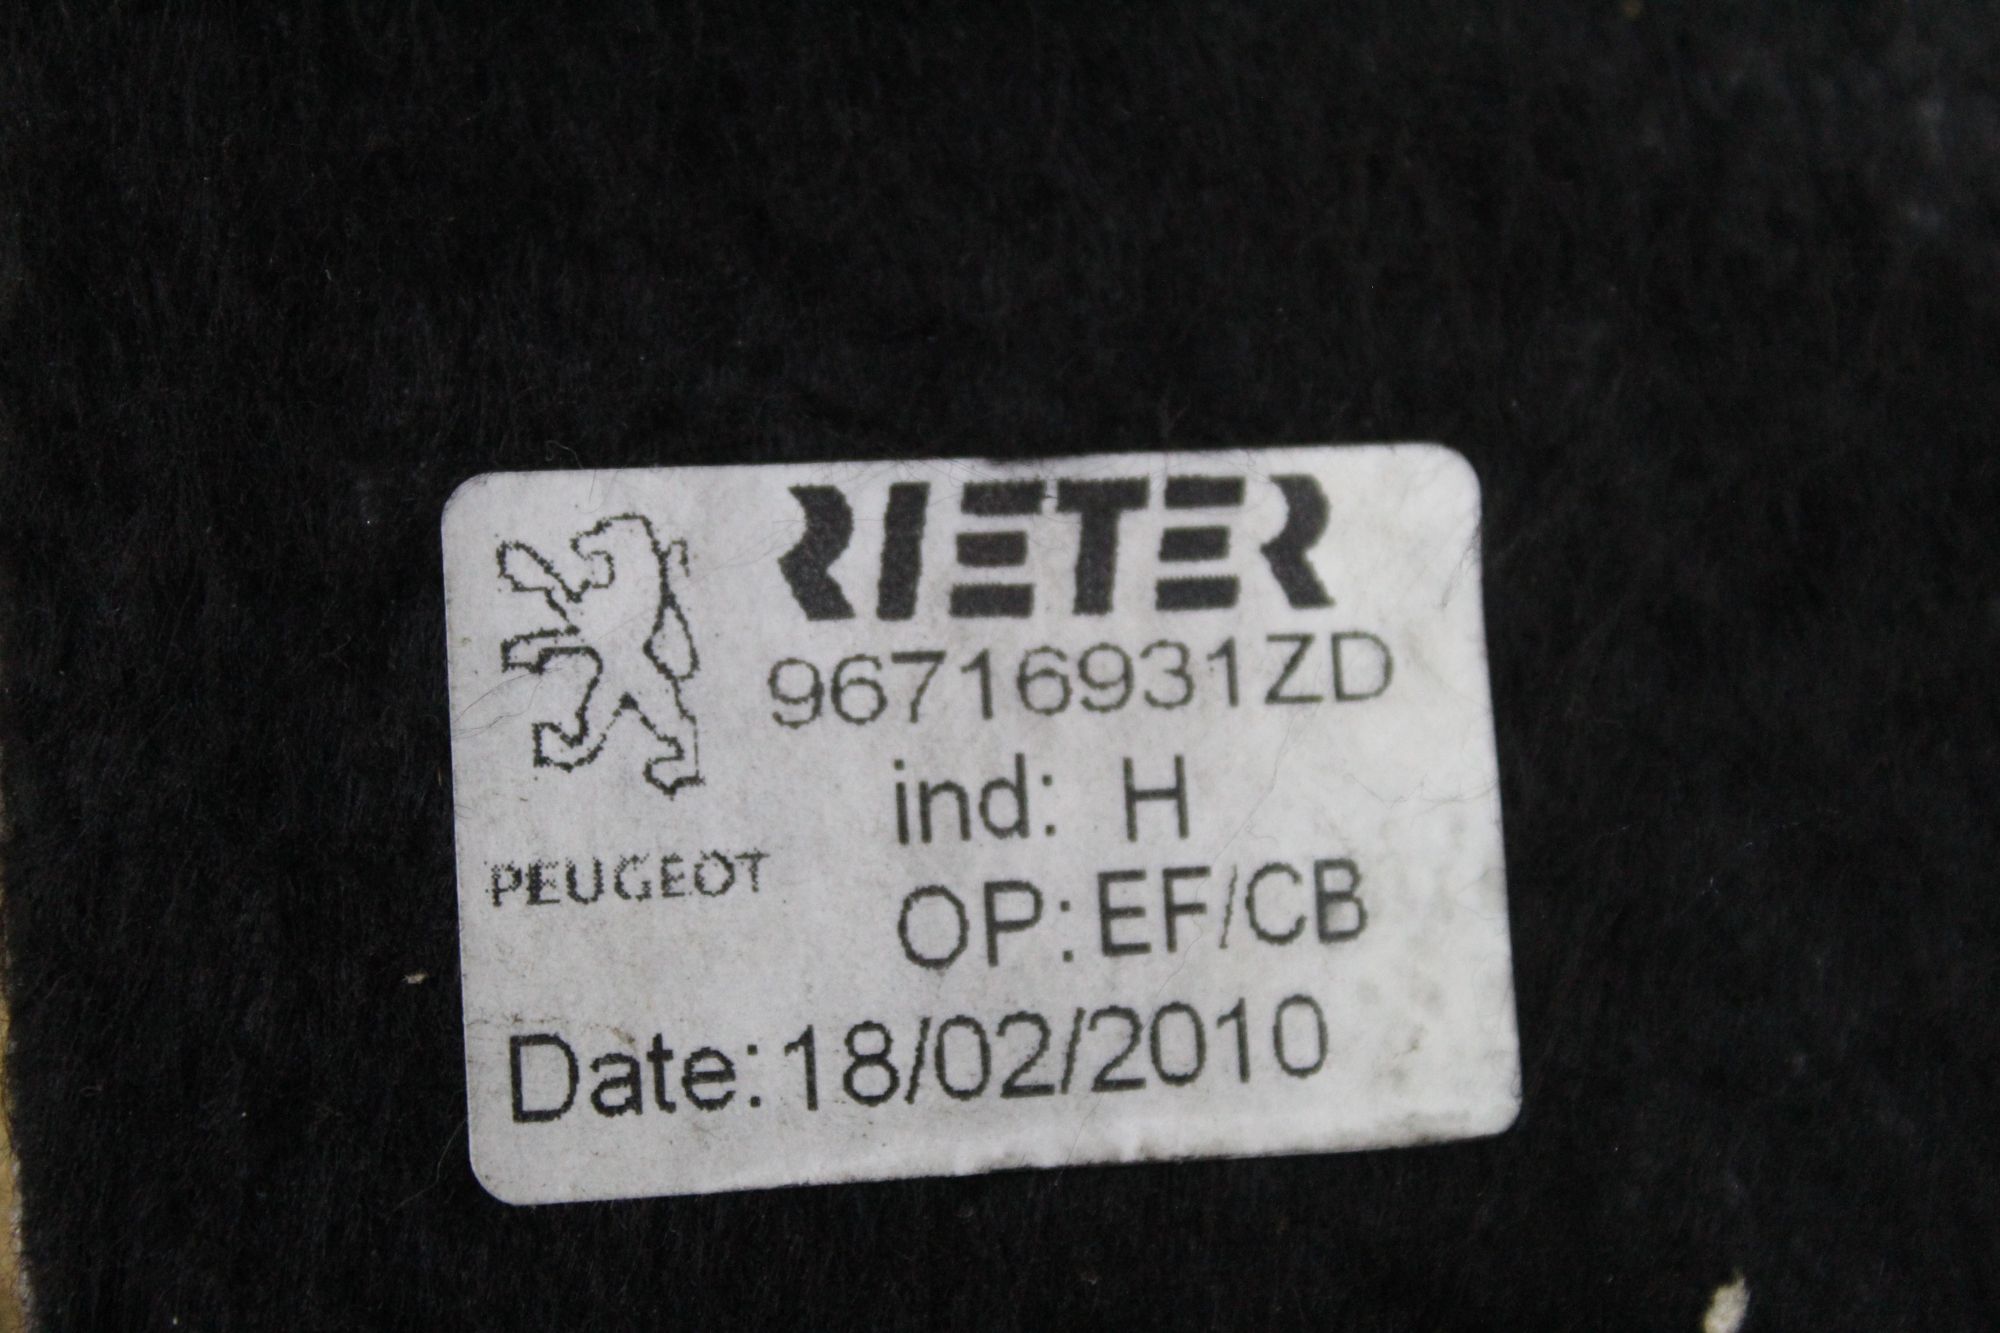 RIETER
96716931ZD
ind: H
PEUGEOT
OP: EF/CB
Date: 18/02/2010